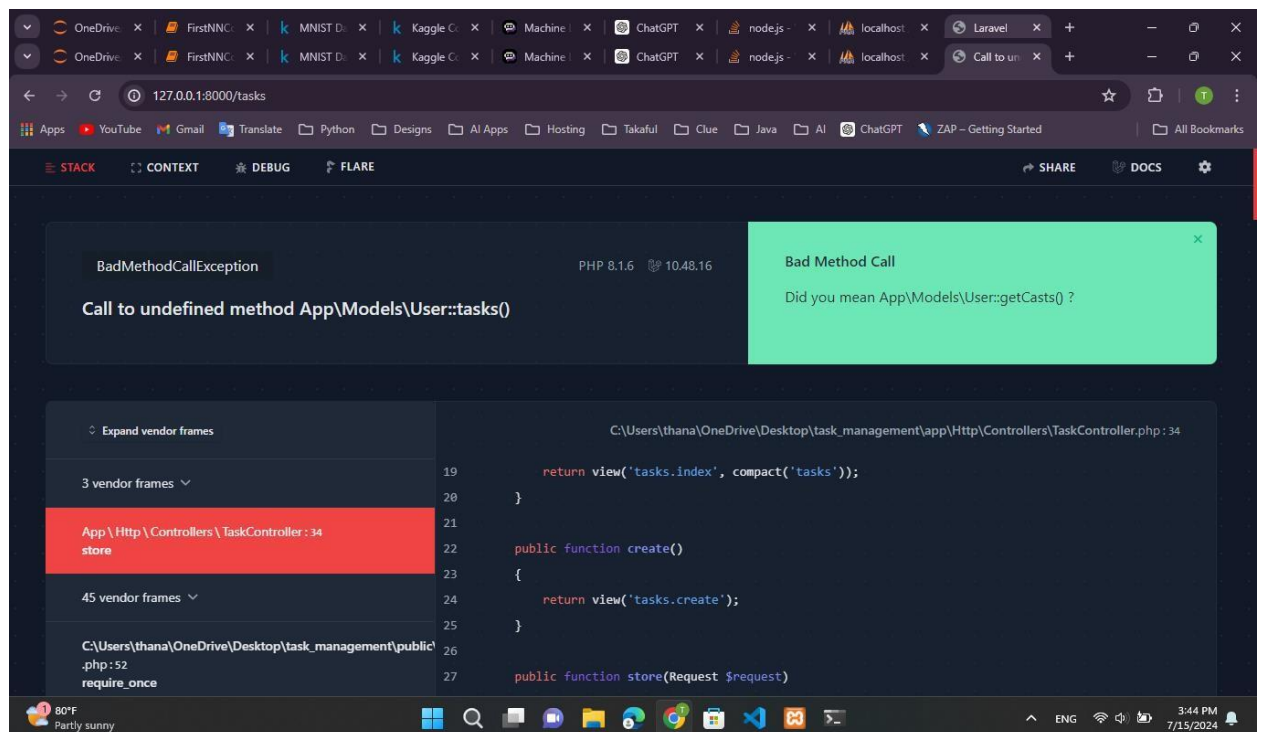 OneDrive FirstNNCo MNIST Da Kaggle Co Machine l ChatGPT node.js - localhost Laravel
OneDrive FirstNNCo MNIST Da Kaggle Co Machine l ChatGPT node.js - localhost Call to un
127.0.0.1:8000/tasks T
Apps YouTube Gmail Translate Python Designs AI Apps Hosting Takaful Clue Java AI ChatGPT ZAP – Getting Started All Bookmarks
STACK CONTEXT DEBUG FLARE SHARE DOCS
BadMethodCallException PHP 8.1.6 10.48.16
Call to undefined method App\Models\User::tasks()
Bad Method Call
Did you mean App\Models\User::getCasts() ?
Expand vendor frames
3 vendor frames
App \ Http \ Controllers \ TaskController : 34
store
45 vendor frames
C:\Users\thana\OneDrive\Desktop\task_management\public\
.php : 52
require_once
C:\Users\thana\OneDrive\Desktop\task_management\app\Http\Controllers\TaskController.php : 34
19 return view('tasks.index', compact('tasks'));
20 }
21
22 public function create()
23 {
24 return view('tasks.create');
25 }
26
27 public function store(Request $request)
1 80°F
Partly sunny
ENG
3:44 PM
7/15/2024